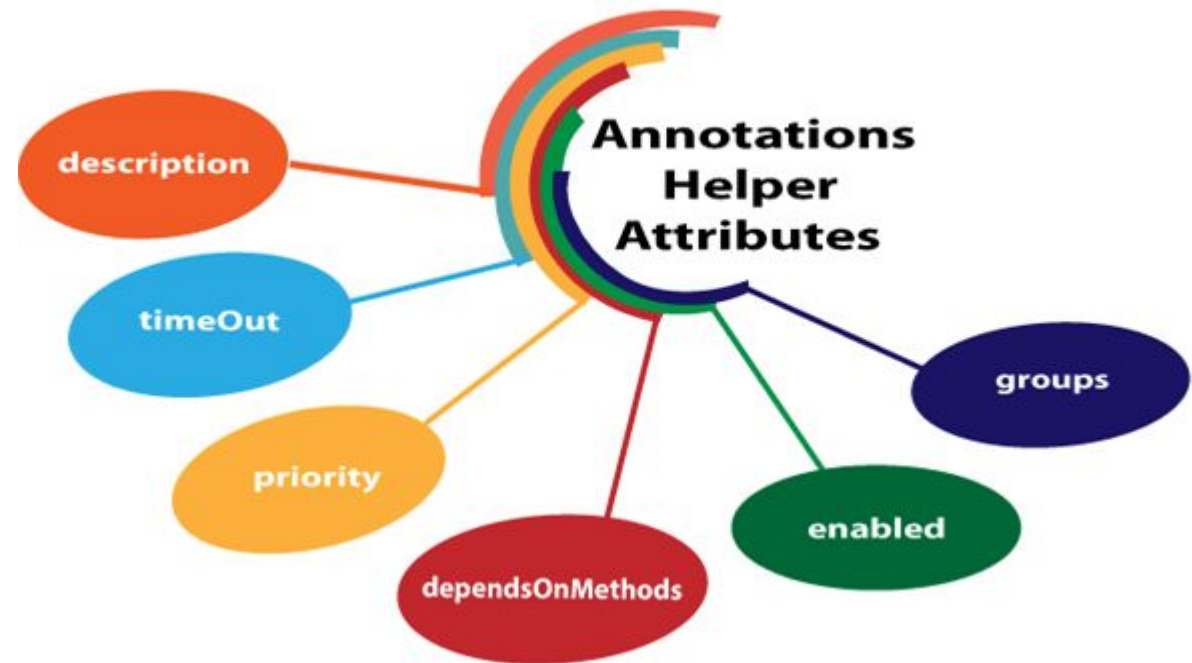 Annotations
Helper
Attributes
description
timeOut
priority
dependsOnMethods
enabled
groups